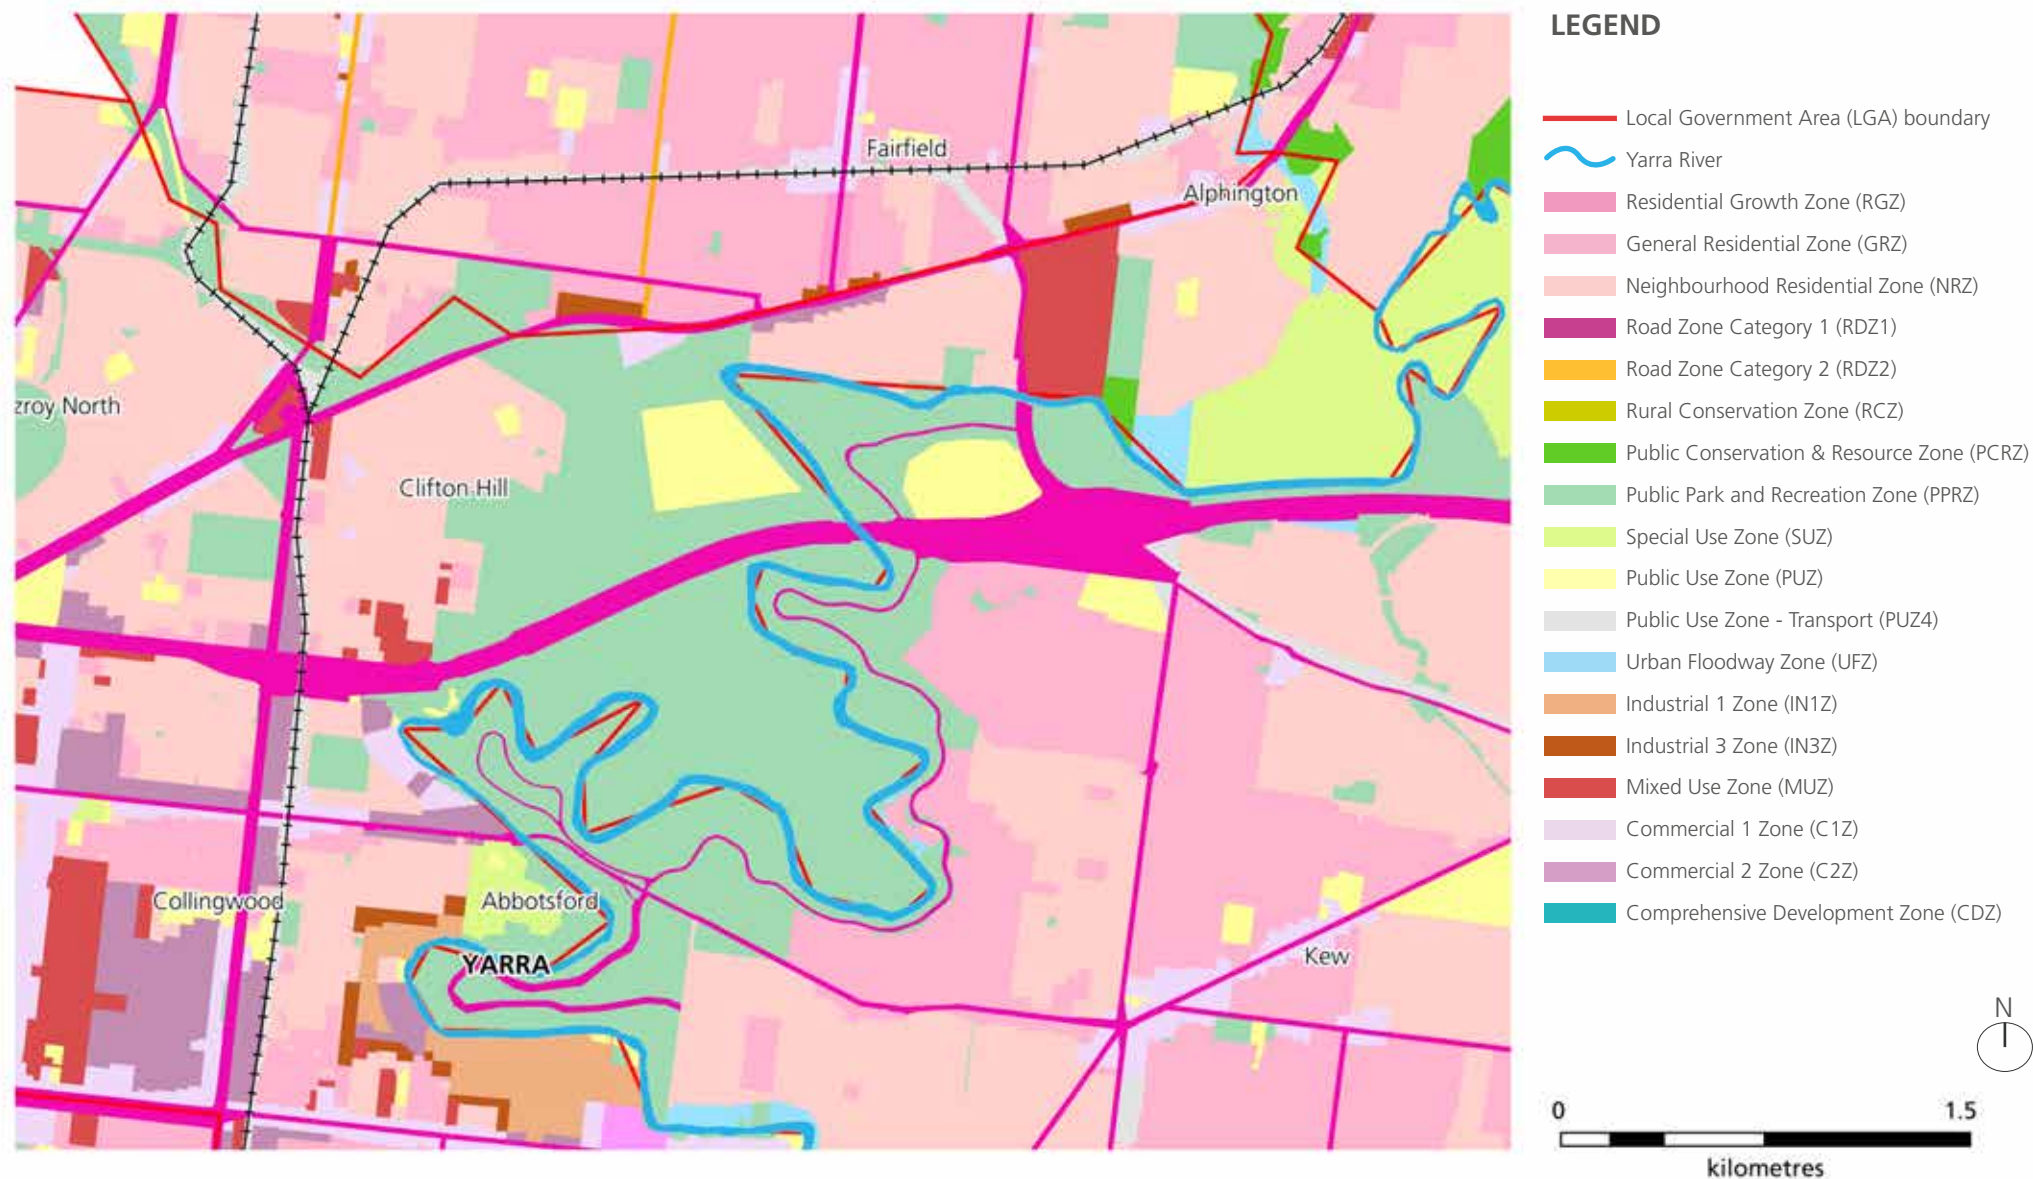 LEGEND
Local Government Area (LGA) boundary
Yarra River
Residential Growth Zone (RGZ)
General Residential Zone (GRZ)
Neighbourhood Residential Zone (NRZ)
Road Zone Category 1 (RDZ1)
Road Zone Category 2 (RDZ2)
Rural Conservation Zone (RCZ)
Public Conservation & Resource Zone (PCRZ)
Public Park and Recreation Zone (PPRZ)
Special Use Zone (SUZ)
Public Use Zone (PUZ)
Public Use Zone - Transport (PUZ4)
Urban Floodway Zone (UFZ)
Industrial 1 Zone (IN1Z)
Industrial 3 Zone (IN3Z)
Mixed Use Zone (MUZ)
Commercial 1 Zone (C1Z)
Commercial 2 Zone (C2Z)
Comprehensive Development Zone (CDZ)
Fairfield
Alphington
zroy North
Clifton Hill
Collingwood
Abbotsford
YARRA
Kew
N
0 1.5
kilometres